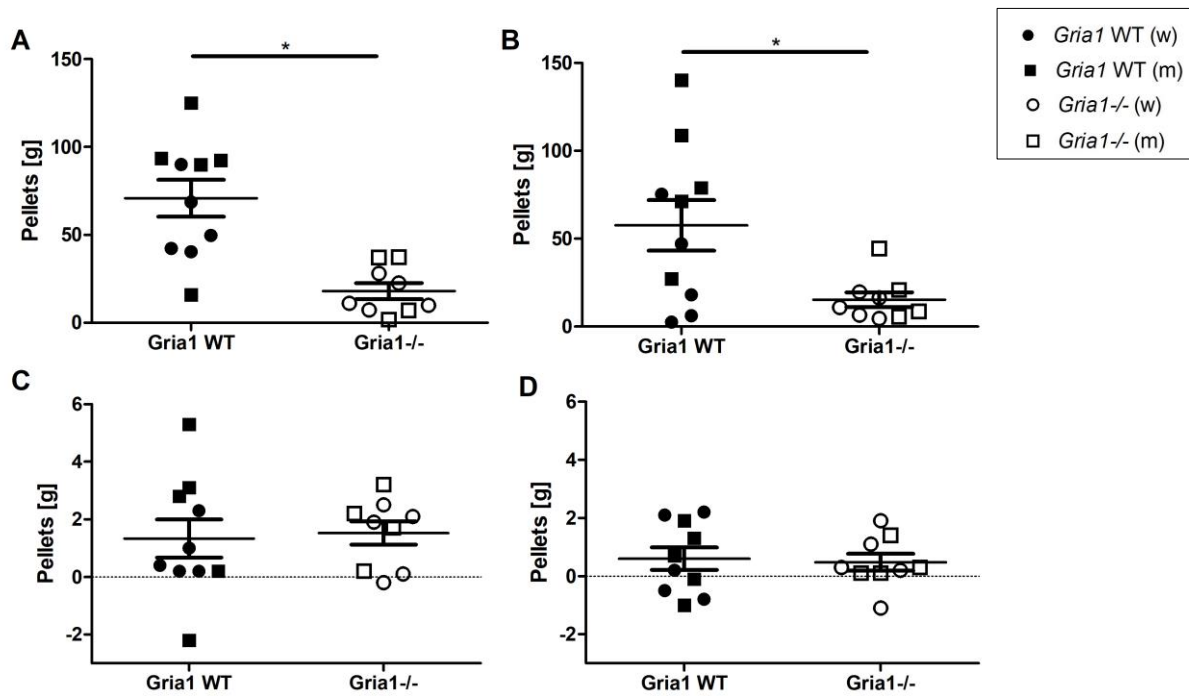 A
*
150
100
50
0
Pellets [g]
Gria1 WT
Gria1-/-
B
*
150
100
50
0
Pellets [g]
Gria1 WT
Gria1-/-
Gria1 WT (w)
Gria1 WT (m)
Gria1-/- (w)
Gria1-/- (m)
C
6
4
2
0
-2
Pellets [g]
Gria1 WT
Gria1-/-
D
6
4
2
0
-2
Pellets [g]
Gria1 WT
Gria1-/-